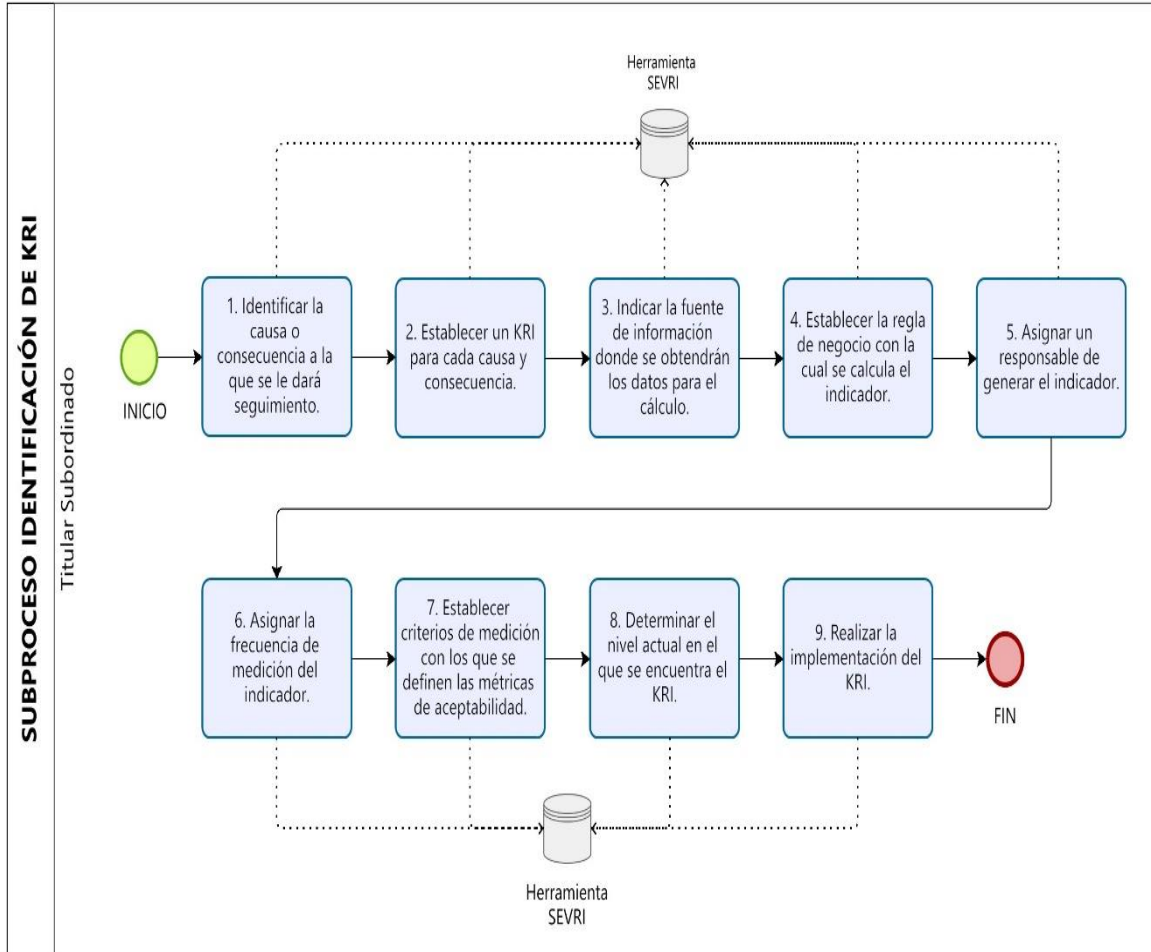 SUBPROCESO IDENTIFICACIÓN DE KRI
Titular Subordinado
Herramienta
SEVRI
INICIO
1. Identificar la
causa o
consecuencia a la
que se le dará
seguimiento.
2. Establecer un KRI
para cada causa y
consecuencia.
3. Indicar la fuente
de información
donde se obtendrán
los datos para el
cálculo.
4. Establecer la regla
de negocio con la
cual se calcula el
indicador.
5. Asignar un
responsable de
generar el indicador.
6. Asignar la
frecuencia de
medición del
indicador.
7. Establecer
criterios de medición
con los que se
definen las métricas
de aceptabilidad.
8. Determinar el
nivel actual en el
que se encuentra el
KRI.
9. Realizar la
implementación del
KRI.
FIN
Herramienta
SEVRI